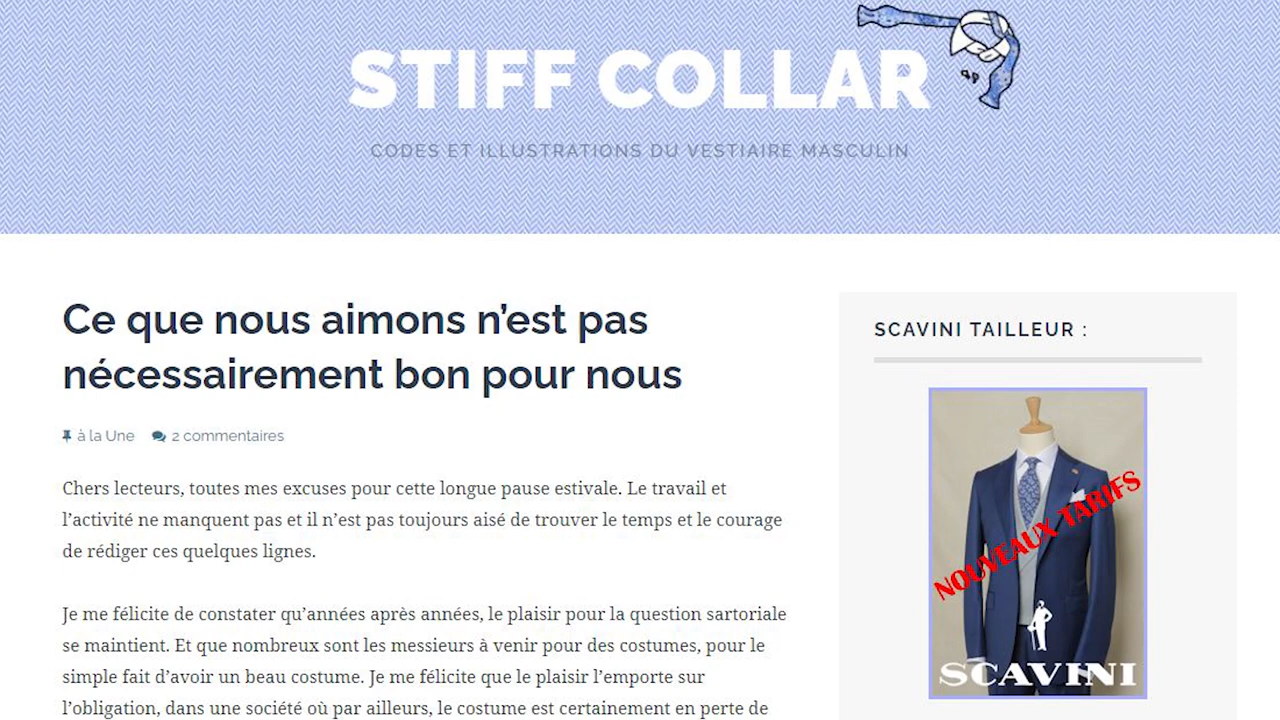 STIFF COLLAR
CODES ET ILLUSTRATIONS DU VESTIAIRE MASCULIN
Ce que nous aimons n’est pas
nécessairement bon pour nous
à la Une 2 commentaires
Chers lecteurs, toutes mes excuses pour cette longue pause estivale. Le travail et
l’activité ne manquent pas et il n’est pas toujours aisé de trouver le temps et le courage
de rédiger ces quelques lignes.
Je me félicite de constater qu’années après années, le plaisir pour la question sartoriale
se maintient. Et que nombreux sont les messieurs à venir pour des costumes, pour le
simple fait d’avoir un beau costume. Je me félicite que le plaisir l’emporte sur
l’obligation, dans une société où par ailleurs, le costume est certainement en perte de
SCAVINI TAILLEUR :
NOUVEAUX TARIFS
SCAVINI